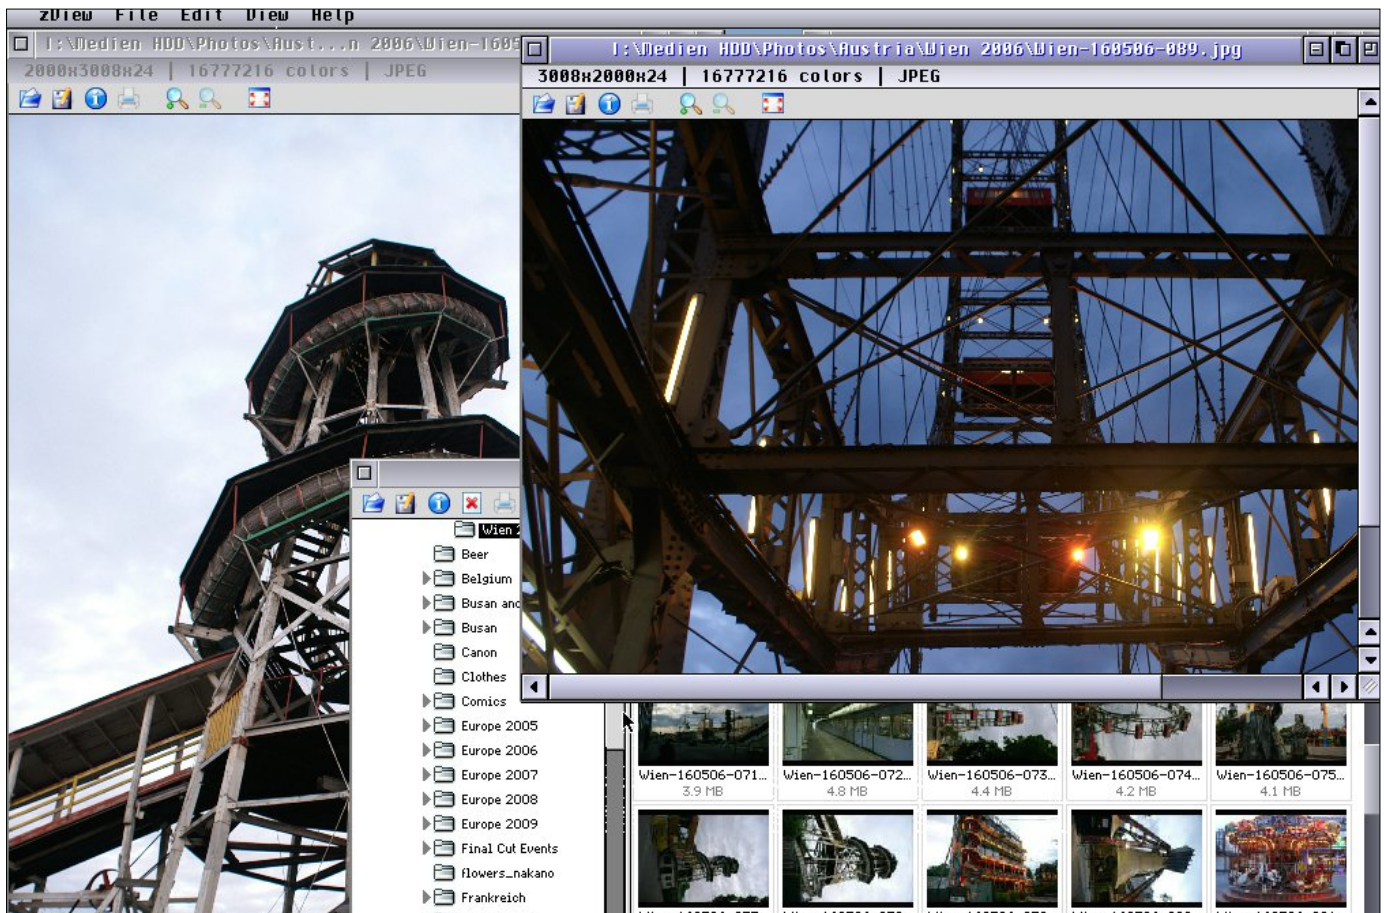 zView File Edit View Help
I:\Medien HDD\Photos\Aust...n 2006\Wien-1605
2000x3008x24 | 16777216 colors | JPEG
I:\Medien HDD\Photos\Austria\Wien 2006\Wien-160506-089.jpg
3008x2000x24 | 16777216 colors | JPEG
Wien 2
Beer
Belgium
Busan and
Busan
Canon
Clothes
Comics
Europe 2005
Europe 2006
Europe 2007
Europe 2008
Europe 2009
Final Cut Events
flowers_nakano
Frankreich
Wien-160506-071... Wien-160506-072... Wien-160506-073... Wien-160506-074... Wien-160506-075...
3.9 MB 4.8 MB 4.4 MB 4.2 MB 4.1 MB